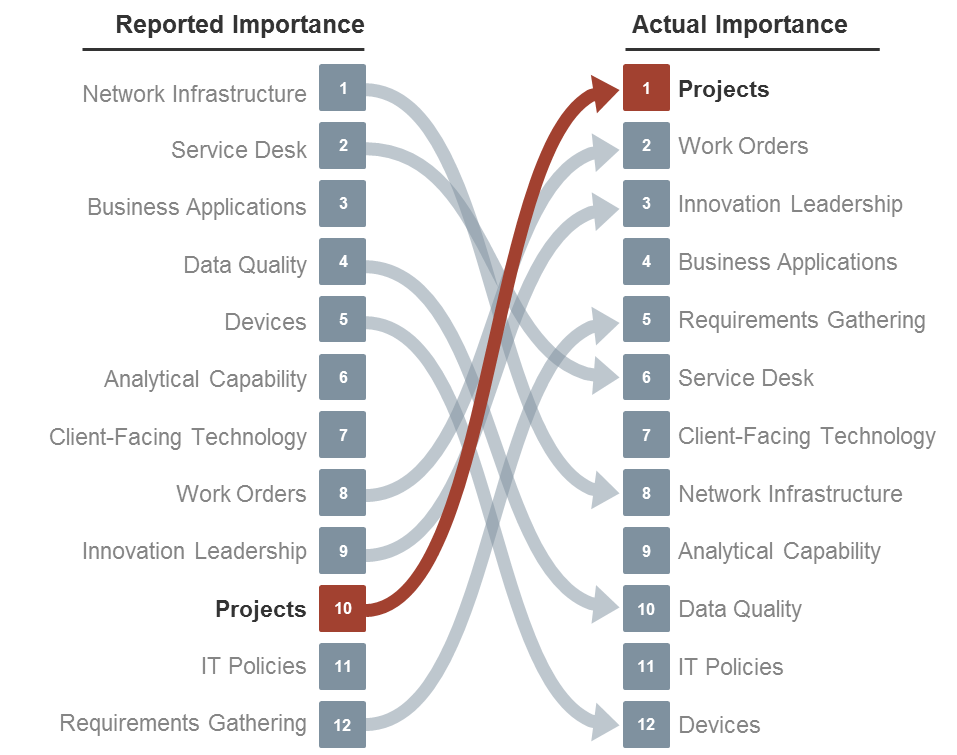 Reported Importance
Actual Importance
Network Infrastructure 1
1 Projects
Service Desk 2
2 Work Orders
Business Applications 3
3 Innovation Leadership
Data Quality 4
4 Business Applications
Devices 5
5 Requirements Gathering
Analytical Capability 6
6 Service Desk
Client-Facing Technology 7
7 Client-Facing Technology
Work Orders 8
8 Network Infrastructure
Innovation Leadership 9
9 Analytical Capability
Projects 10
10 Data Quality
IT Policies 11
11 IT Policies
Requirements Gathering 12
12 Devices